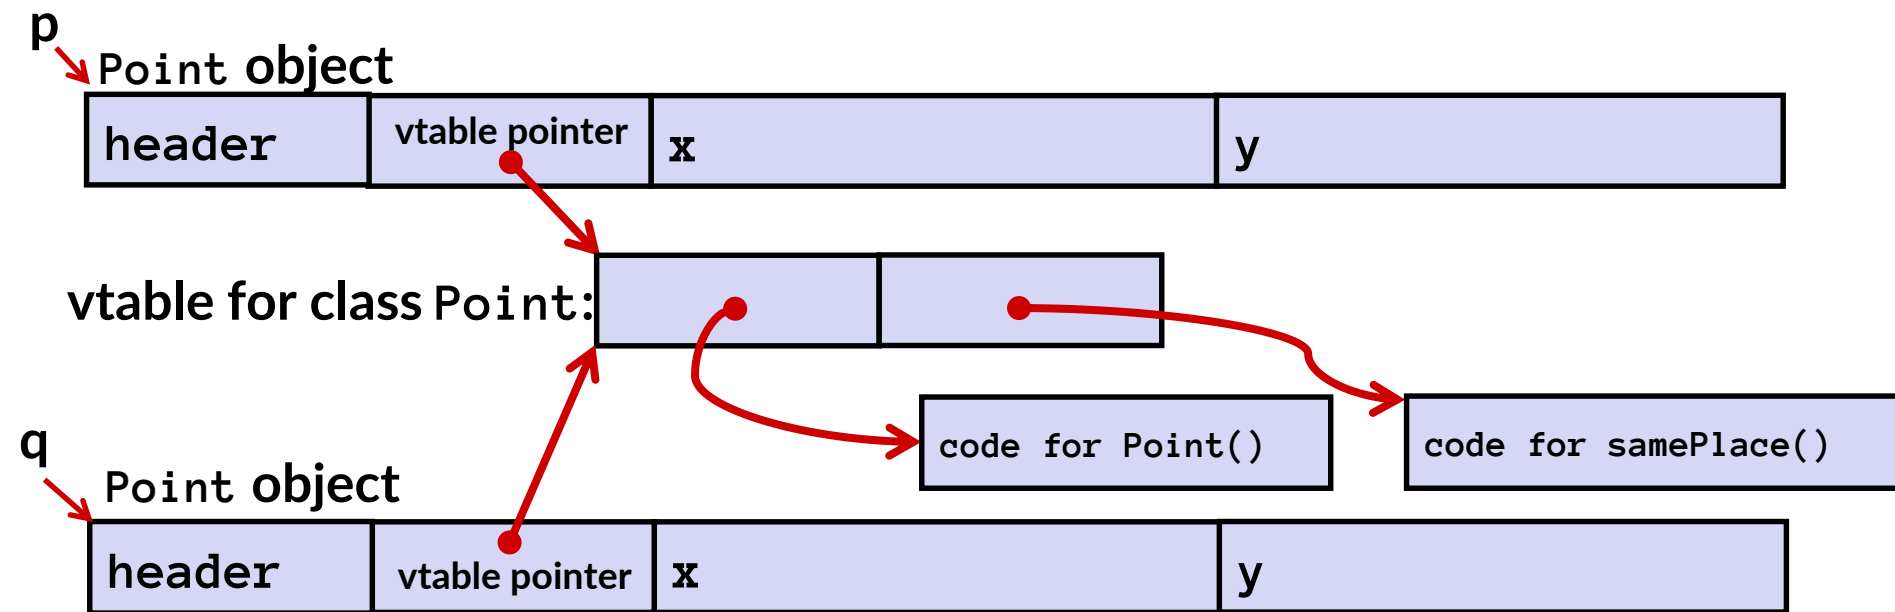 p
Point object
header vtable pointer x y
vtable for class Point:
code for Point() code for samePlace()
q
Point object
header vtable pointer x y